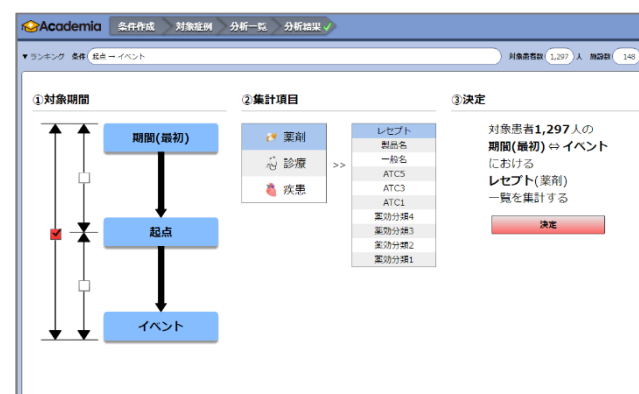 Academia 条件作成 対象症例 分析一覧 分析結果
▼ランキング 条件 起点 ー イベント 対象患者数 1,297 人 施設数 148
①対象期間
期間(最初)
起点
イベント
②集計項目
薬剤
診療
疾患
>>
レセプト
製品名
一般名
ATC5
ATC3
ATC1
薬効分類4
薬効分類3
薬効分類2
薬効分類1
③決定
対象患者1,297人の
期間(最初)⇔イベント
における
レセプト(薬剤)
一覧を集計する
決定